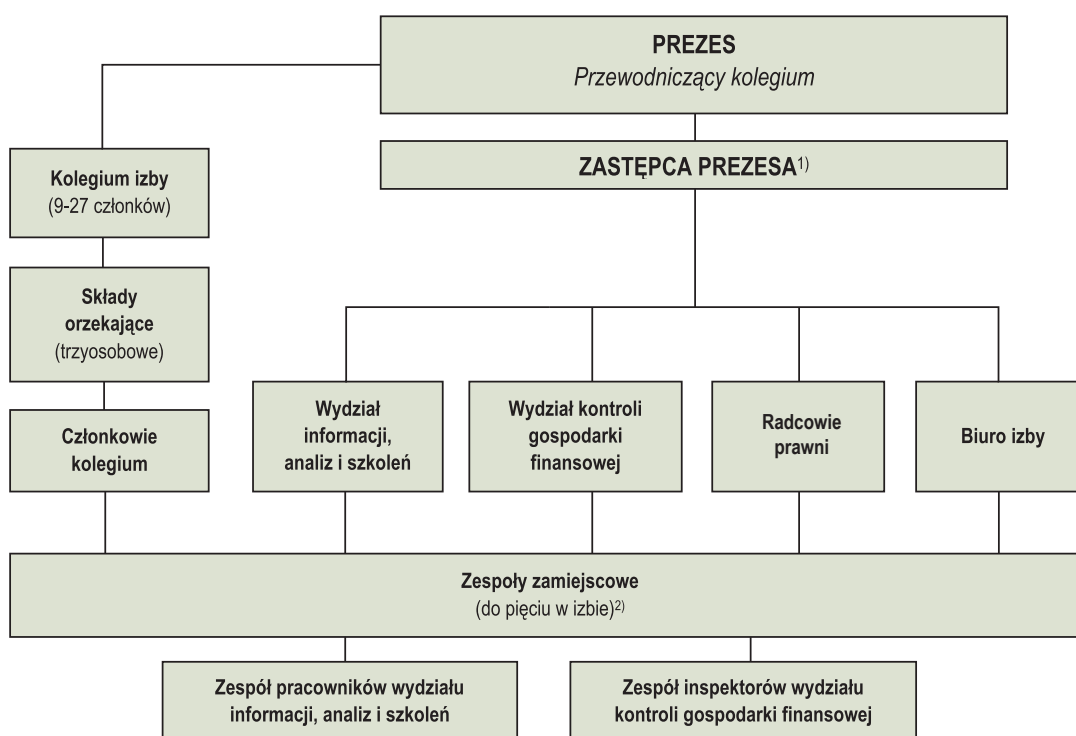 PREZES
Przewodniczący kolegium
ZASTĘPCA PREZESA1)
Kolegium izby
(9-27 członków)
Składy
orzekające
(trzyosobowe)
Członkowie
kolegium
Wydział
informacji,
analiz i szkoleń
Wydział kontroli
gospodarki
finansowej
Radcowie
prawni
Biuro izby
Zespoły zamiejscowe
(do pięciu w izbie)2)
Zespół pracowników wydziału
informacji, analiz i szkoleń
Zespół inspektorów wydziału
kontroli gospodarki finansowej